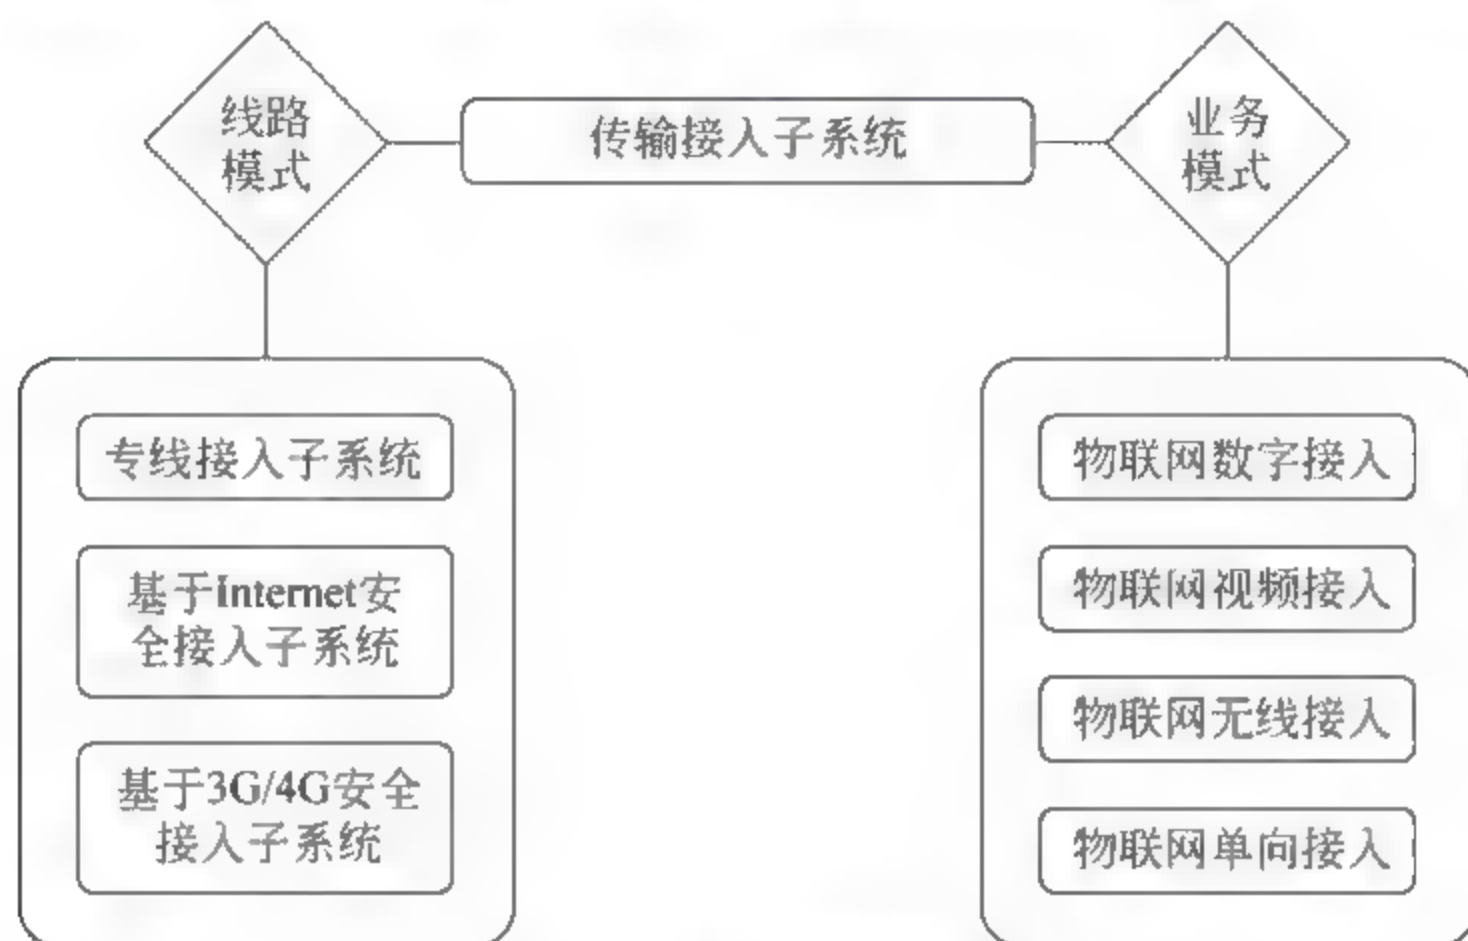 线路
模式
传输接入子系统
业务
模式
专线接入子系统
基于Internet安
全接入子系统
基于3G/4G安全
接入子系统
物联网数字接入
物联网视频接入
物联网无线接入
物联网单向接入